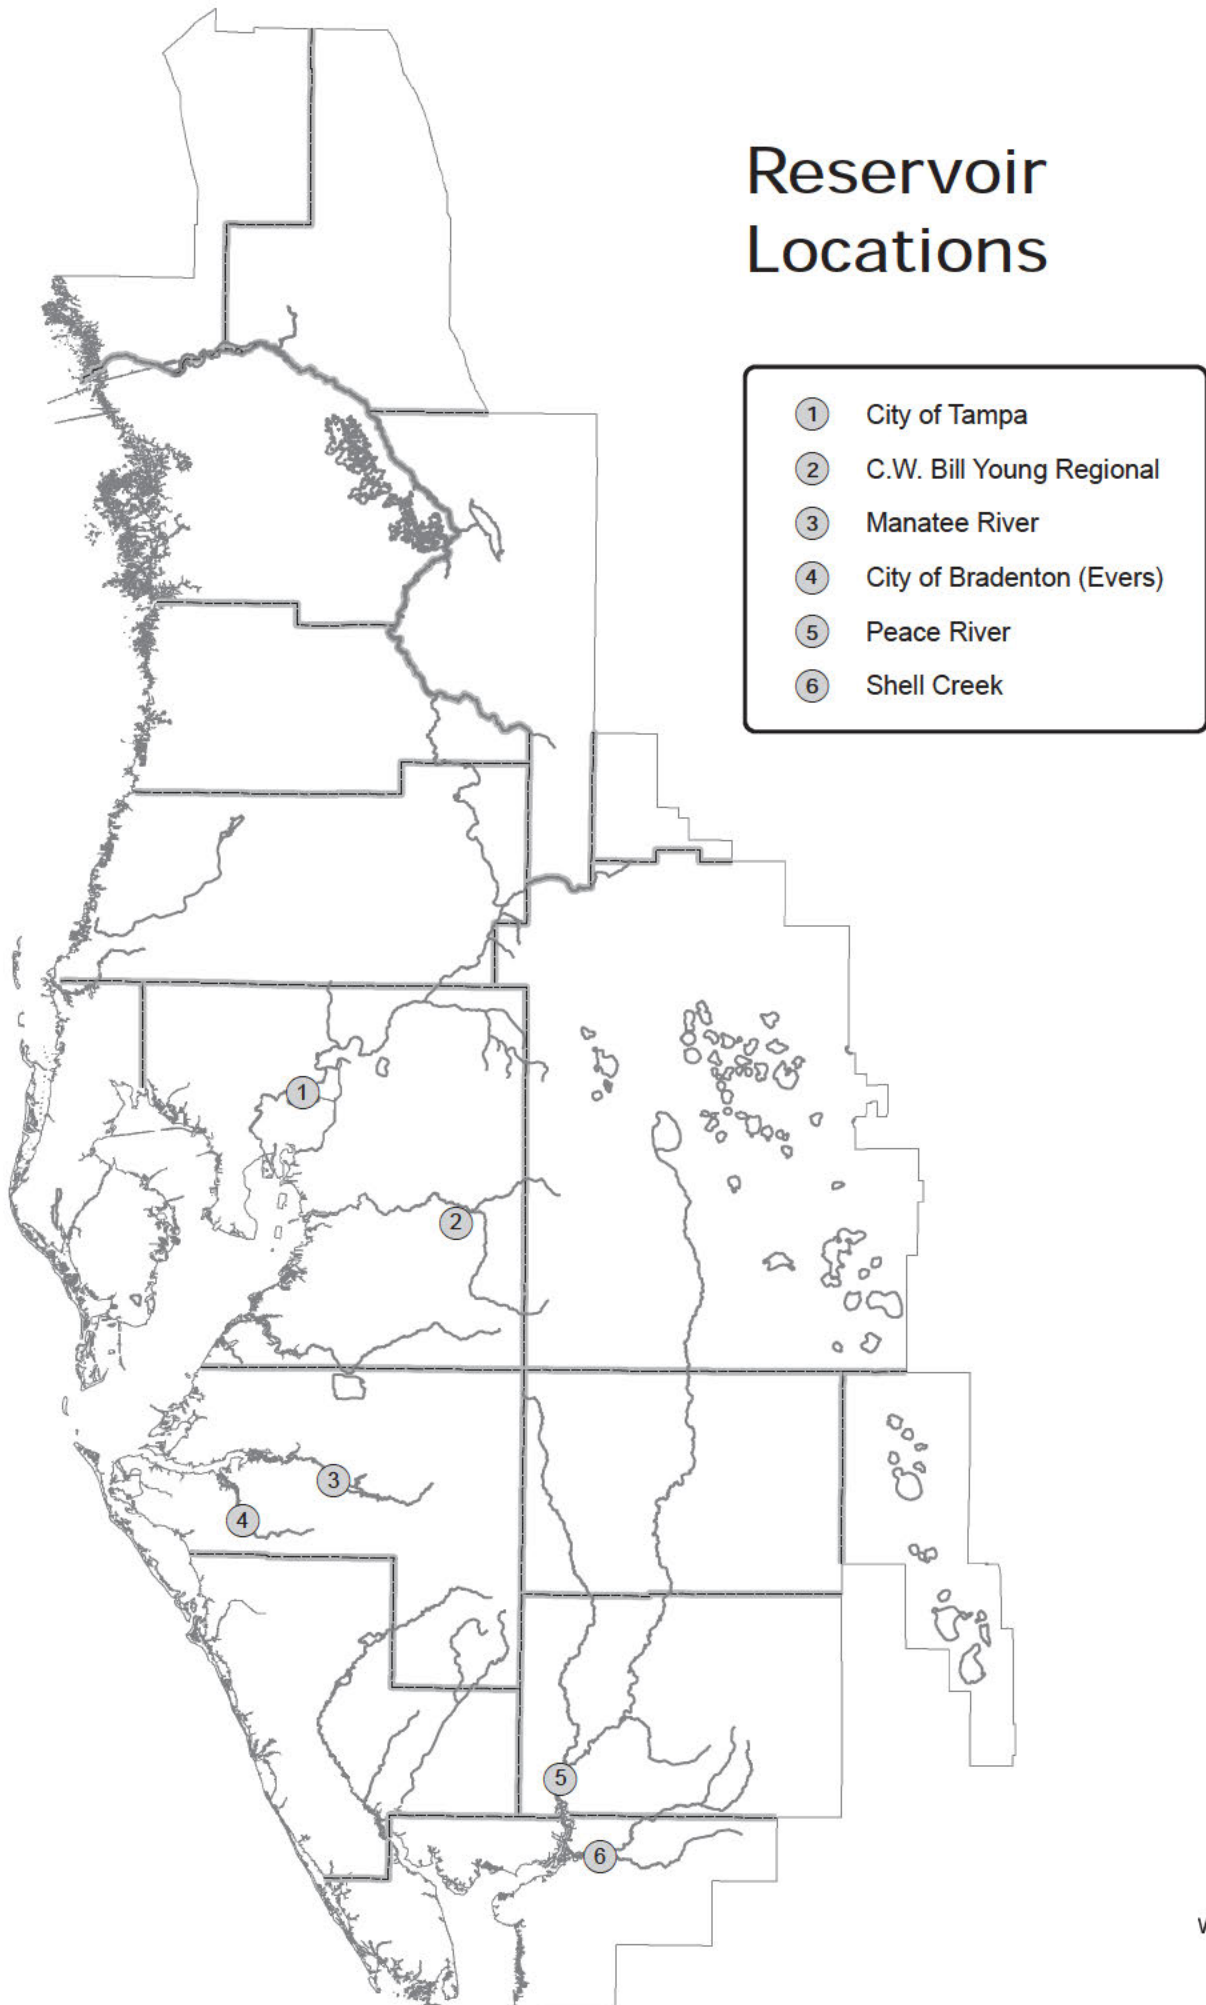 Reservoir
Locations
1 City of Tampa
2 C.W. Bill Young Regional
3 Manatee River
4 City of Bradenton (Evers)
5 Peace River
6 Shell Creek
1
2
3
4
5
6